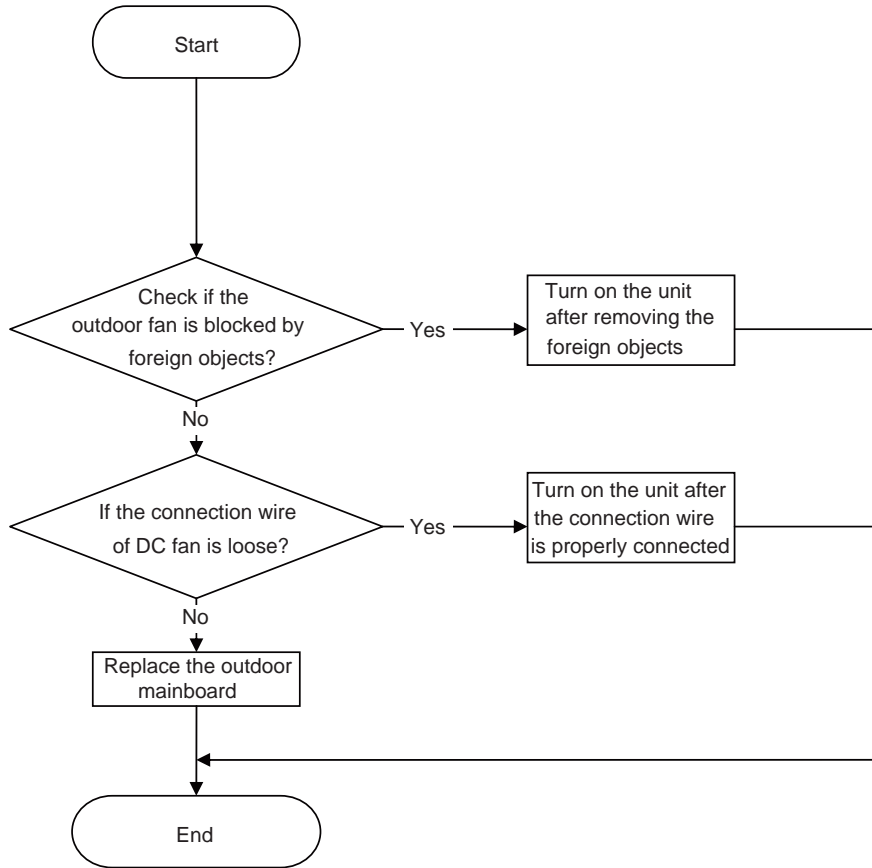 Start
Check if the
outdoor fan is blocked by
foreign objects?
Yes
Turn on the unit
after removing the
foreign objects
No
If the connection wire
of DC fan is loose?
Yes
Turn on the unit after
the connection wire
is properly connected
No
Replace the outdoor
mainboard
End